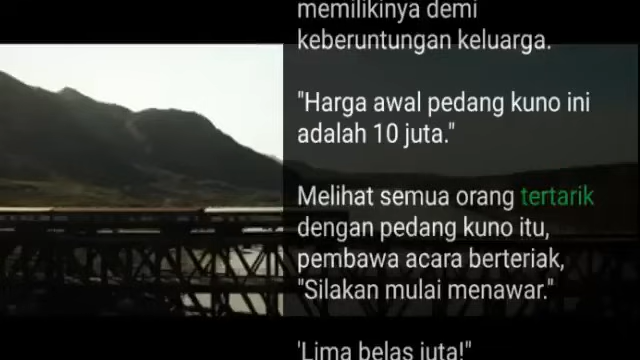 memilikinya demi
keberuntungan keluarga.
"Harga awal pedang kuno ini
adalah 10 juta."
Melihat semua orang tertarik
dengan pedang kuno itu,
pembawa acara berteriak,
"Silakan mulai menawar."
'Lima belas juta!"